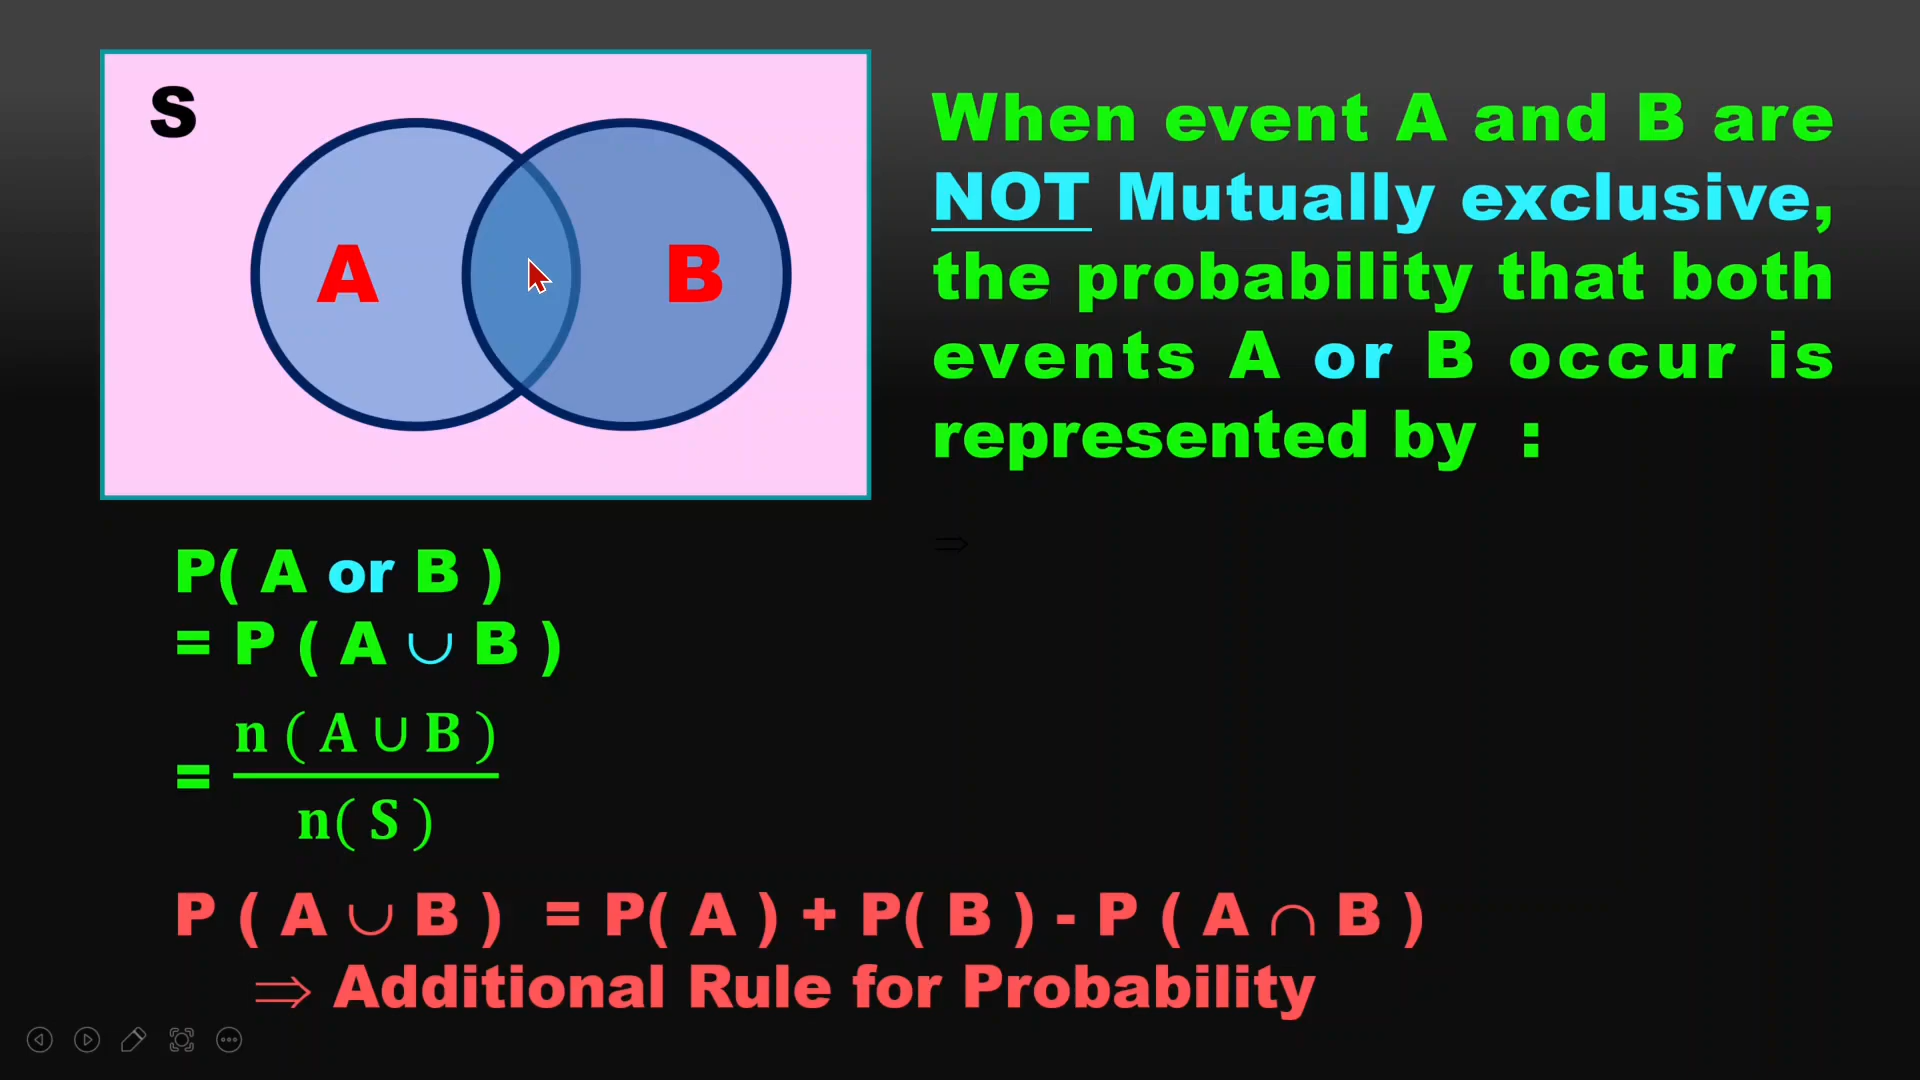 S
A
B
When event A and B are
NOT Mutually exclusive,
the probability that both
events A or B occur is
represented by :
⇒
P( A or B )
= P ( A ∪ B )
= n ( A ∪ B )
n( S )
P ( A ∪ B ) = P( A ) + P( B ) - P ( A ∩ B )
⇒ Additional Rule for Probability